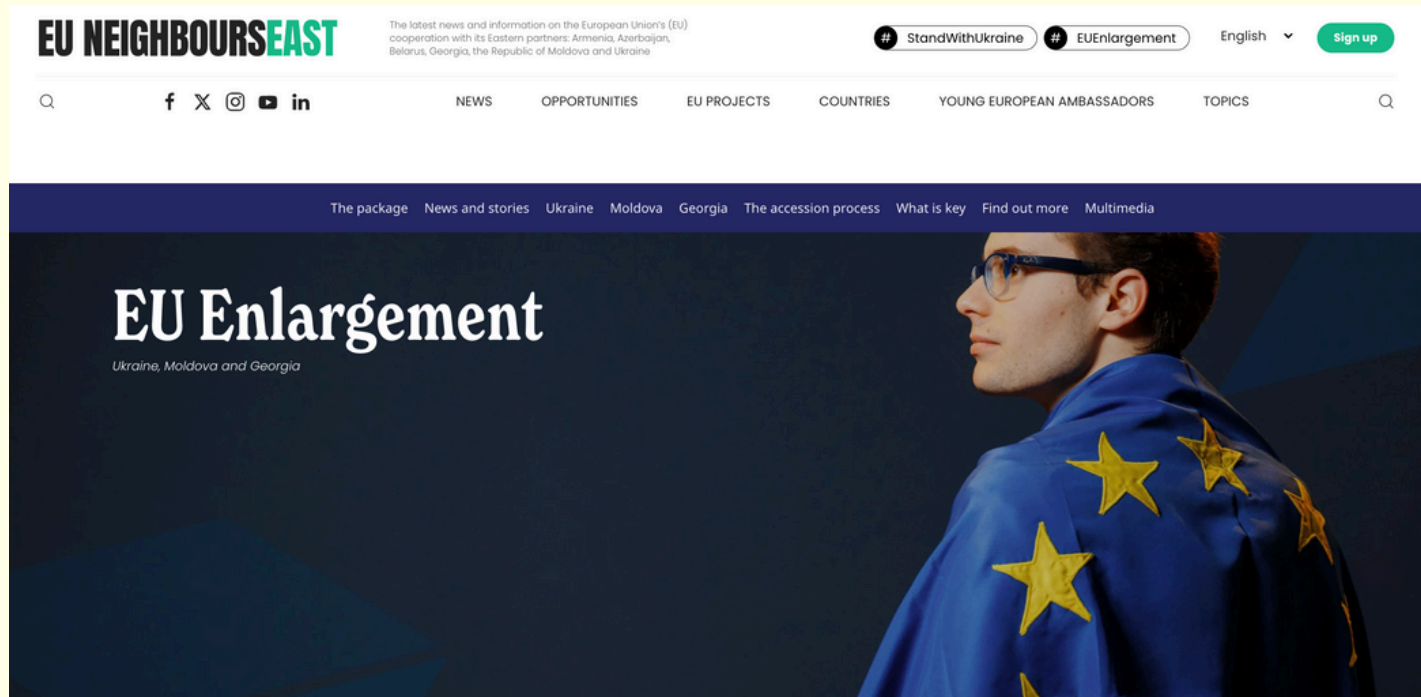 EU NEIGHBOURSEAST
The latest news and information on the European Union's (EU)
cooperation with its Eastern partners: Armenia, Azerbaijan,
Belarus, Georgia, the Republic of Moldova and Ukraine
# StandWithUkraine # EUEnlargement English Sign up
f X in NEWS OPPORTUNITIES EU PROJECTS COUNTRIES YOUNG EUROPEAN AMBASSADORS TOPICS
The package News and stories Ukraine Moldova Georgia The accession process What is key Find out more Multimedia
EU Enlargement
Ukraine, Moldova and Georgia